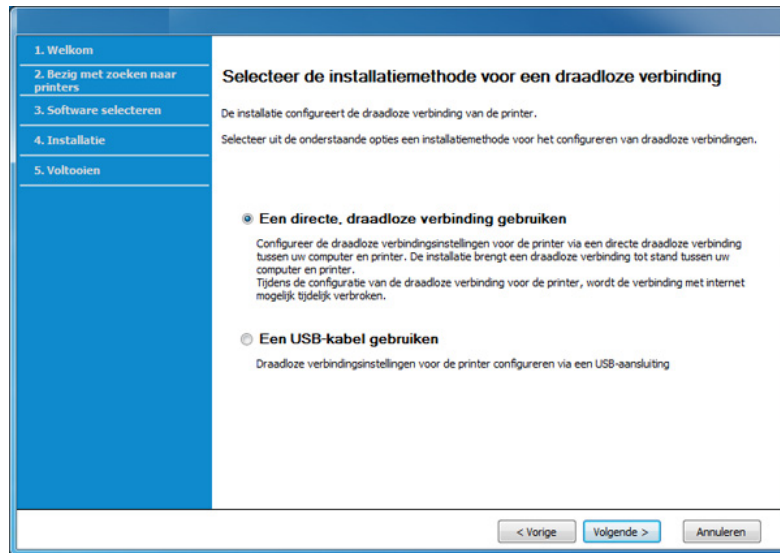 1. Welkom
2. Bezig met zoeken naar
printers
3. Software selecteren
4. Installatie
5. Voltooien
Selecteer de installatiemethode voor een draadloze verbinding
De installatie configureert de draadloze verbinding van de printer.
Selecteer uit de onderstaande opties een installatiemethode voor het configureren van draadloze verbindingen.
Een directe, draadloze verbinding gebruiken
Configureer de draadloze verbindingsinstellingen voor de printer via een directe draadloze verbinding
tussen uw computer en printer. De installatie brengt een draadloze verbinding tot stand tussen uw
computer en printer.
Tijdens de configuratie van de draadloze verbinding voor de printer, wordt de verbinding met internet
mogelijk tijdelijk verbroken.
Een USB-kabel gebruiken
Draadloze verbindingsinstellingen voor de printer configureren via een USB-aansluiting
< Vorige
Volgende >
Annuleren